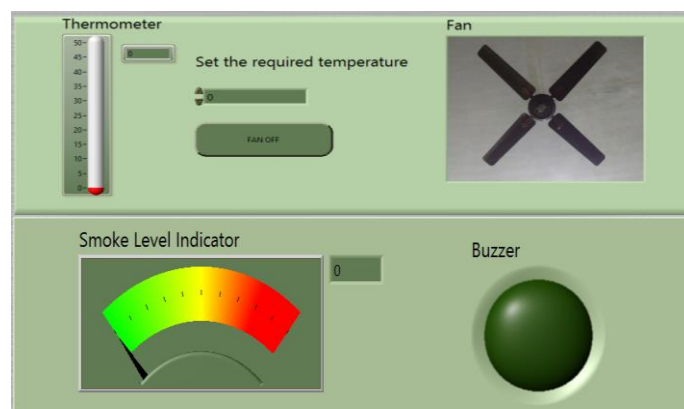 Thermometer
Fan
0
Set the required temperature
0
FAN OFF
50
45
40
35
30
25
20
15
10
5
0
Smoke Level Indicator
0
Buzzer